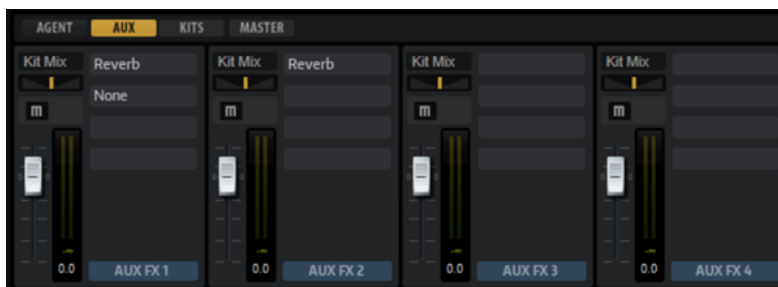 AGENT AUX KITS MASTER
Kit Mix Reverb Kit Mix Reverb Kit Mix Kit Mix
None
m m m m
0.0 AUX FX 1 0.0 AUX FX 2 0.0 AUX FX 3 0.0 AUX FX 4